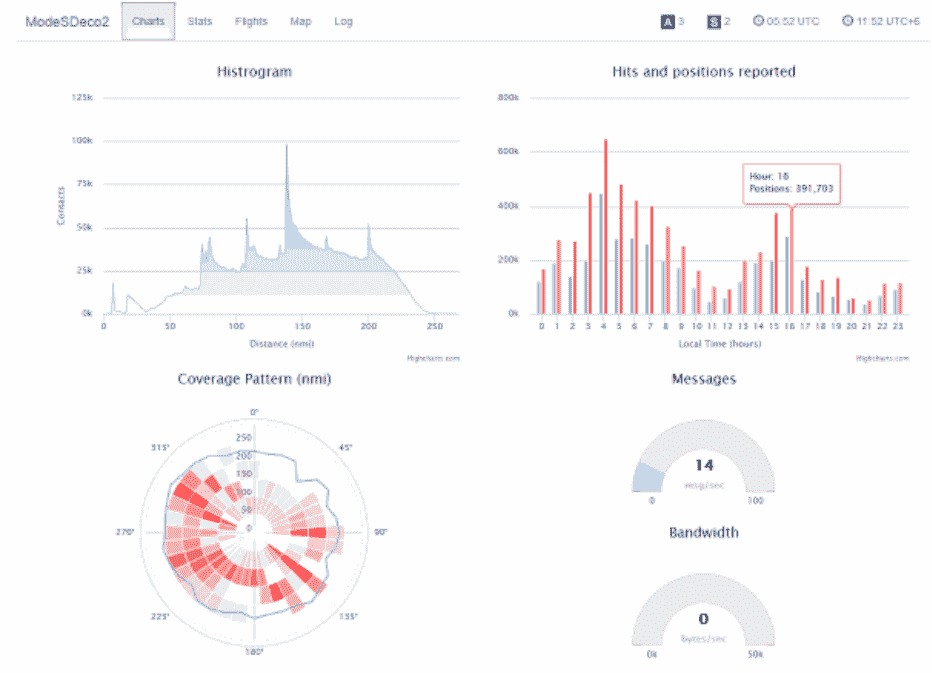 ModeSDeco2 Charts Stats Flights Map Log A 3 S 2 05:52 UTC 11:52 UTC+6
Histrogram
125k
100k
75k
50k
25k
0k
Contacts
0 50 100 150 200 250
Distance (nmi)
Highcharts.com
Hits and positions reported
800k
600k
400k
200k
0k
Hour: 16
Positions: 391,703
0 1 2 3 4 5 6 7 8 9 10 11 12 13 14 15 16 17 18 19 20 21 22 23
Local Time (hours)
Highcharts.com
Coverage Pattern (nmi)
0°
315° 45°
250
200
150
100
50
0
270° 90°
225° 135°
180°
Messages
14
msg/sec
0 100
Bandwidth
0
bytes/sec
0k 50k